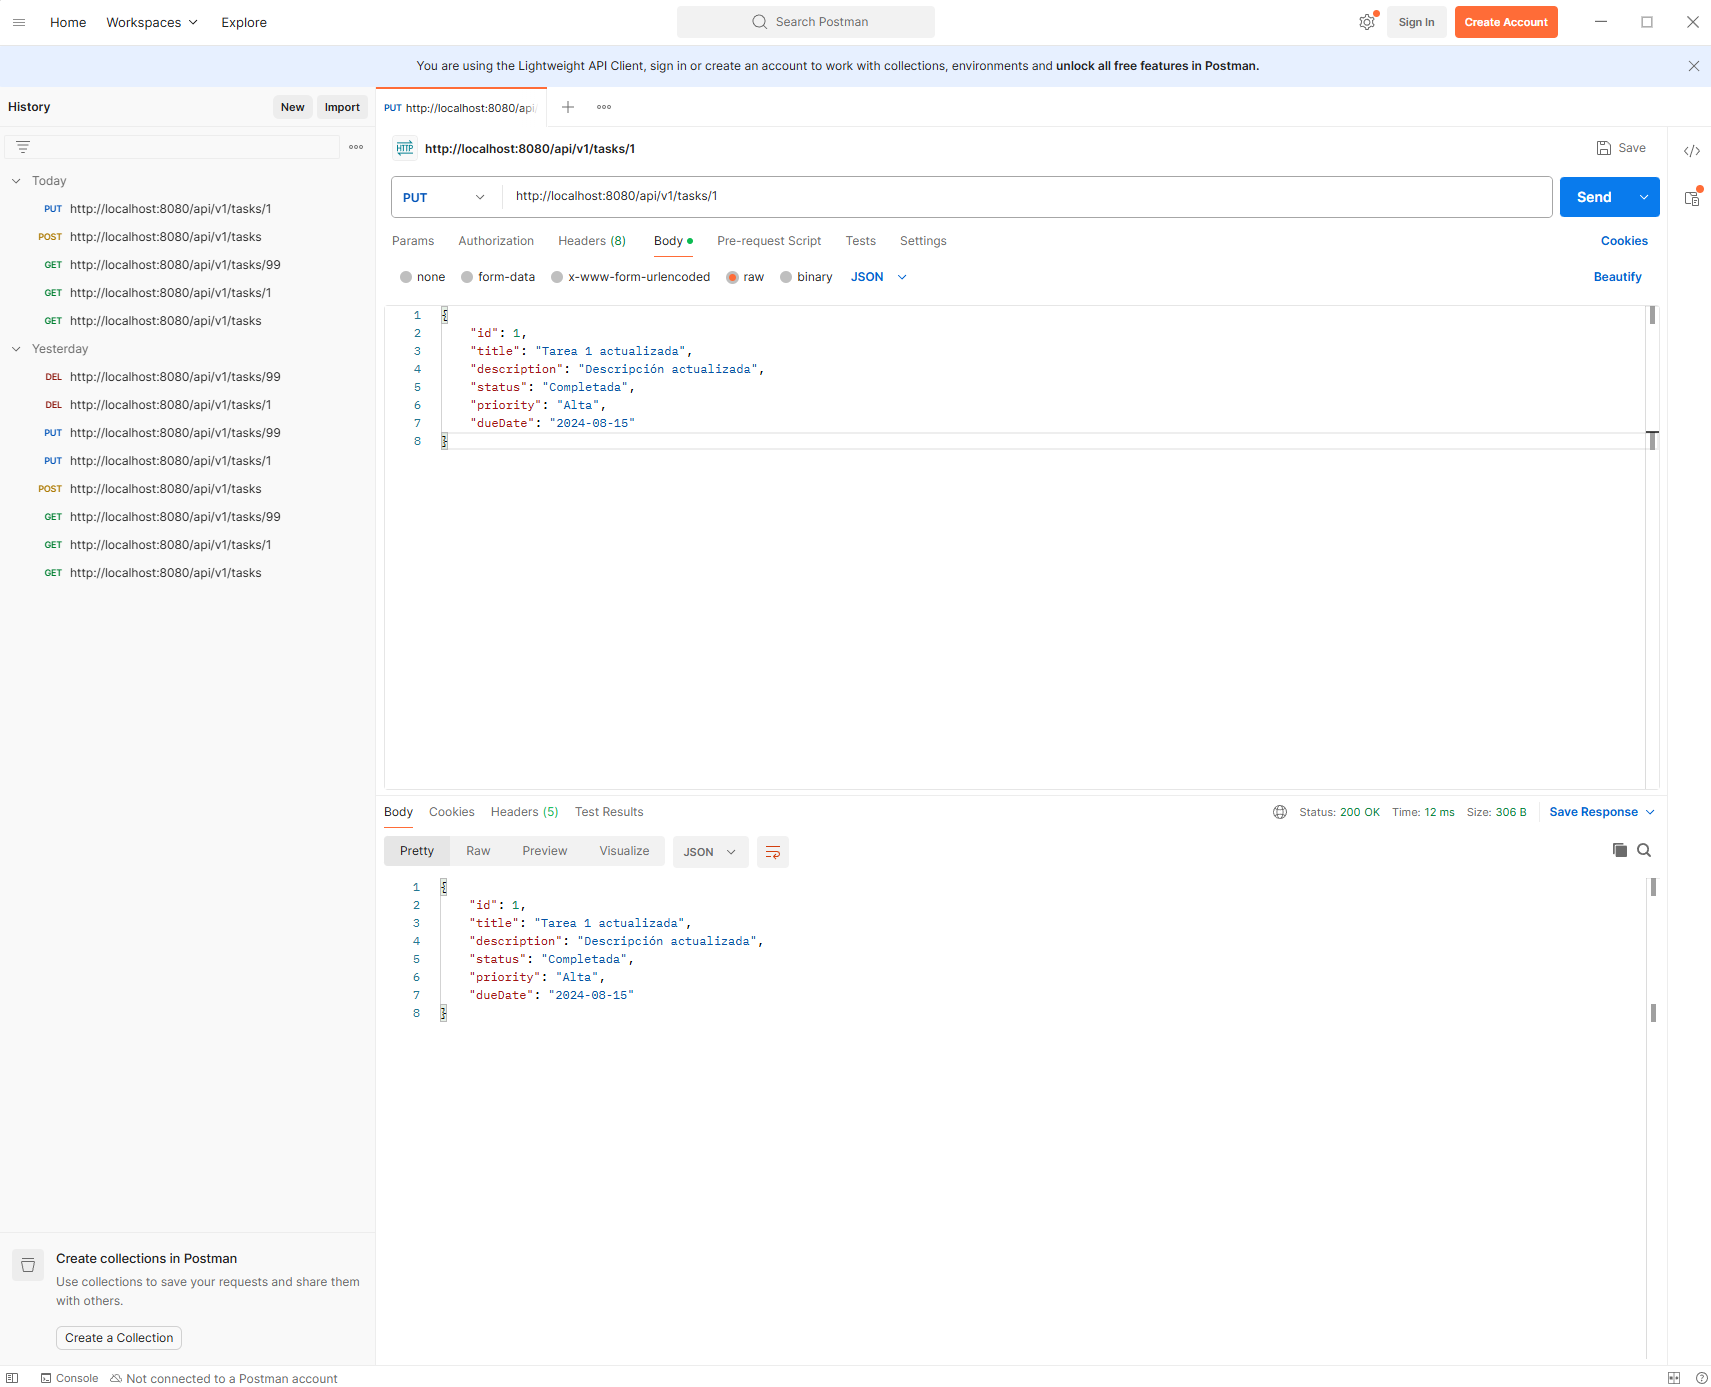 Home Workspaces Explore Search Postman Sign In Create Account
You are using the Lightweight API Client, sign in or create an account to work with collections, environments and unlock all free features in Postman.
History New Import
Today
PUT http://localhost:8080/api/v1/tasks/1
POST http://localhost:8080/api/v1/tasks
GET http://localhost:8080/api/v1/tasks/99
GET http://localhost:8080/api/v1/tasks/1
GET http://localhost:8080/api/v1/tasks
Yesterday
DEL http://localhost:8080/api/v1/tasks/99
DEL http://localhost:8080/api/v1/tasks/1
PUT http://localhost:8080/api/v1/tasks/99
PUT http://localhost:8080/api/v1/tasks/1
POST http://localhost:8080/api/v1/tasks
GET http://localhost:8080/api/v1/tasks/99
GET http://localhost:8080/api/v1/tasks/1
GET http://localhost:8080/api/v1/tasks
Create collections in Postman
Use collections to save your requests and share them
with others.
Create a Collection
PUT http://localhost:8080/api/
HTTP http://localhost:8080/api/v1/tasks/1 Save
PUT http://localhost:8080/api/v1/tasks/1 Send
Params Authorization Headers (8) Body Pre-request Script Tests Settings Cookies
none form-data x-www-form-urlencoded raw binary JSON Beautify
1 {
2 "id": 1,
3 "title": "Tarea 1 actualizada",
4 "description": "Descripción actualizada",
5 "status": "Completada",
6 "priority": "Alta",
7 "dueDate": "2024-08-15"
8 }
Body Cookies Headers (5) Test Results Status: 200 OK Time: 12 ms Size: 306 B Save Response
Pretty Raw Preview Visualize JSON
1 {
2 "id": 1,
3 "title": "Tarea 1 actualizada",
4 "description": "Descripción actualizada",
5 "status": "Completada",
6 "priority": "Alta",
7 "dueDate": "2024-08-15"
8 }
Console Not connected to a Postman account